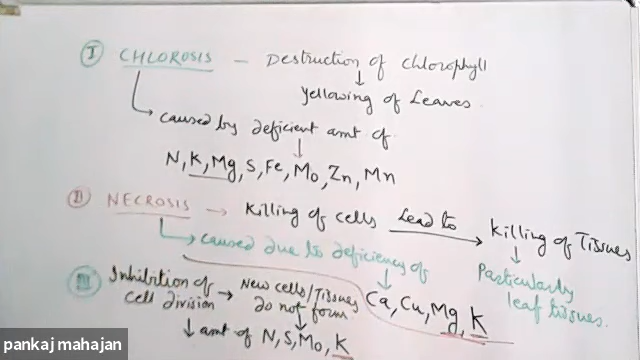 I CHLOROSIS - Destruction of chlorophyll
↓
yellowing of Leaves.
→ caused by deficient amt of
↓
N, K, Mg, S, Fe, Mo, Zn, Mn
II NECROSIS → Killing of cells Lead to → killing of Tissues
↓
Particularly
leaf tissues.
→ caused due to deficiency of
↓
Ca, Cu, Mg, K
III Inhibition of
cell division → New cells/Tissues
do not form
↓ amt of N, S, Mo, K
pankaj mahajan